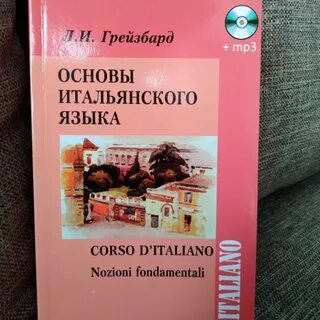 Л.И. Грейзбард
+ mp3
ОСНОВЫ
ИТАЛЬЯНСКОГО
ЯЗЫКА
CORSO D'ITALIANO
Nozioni fondamentali
ITALIANO